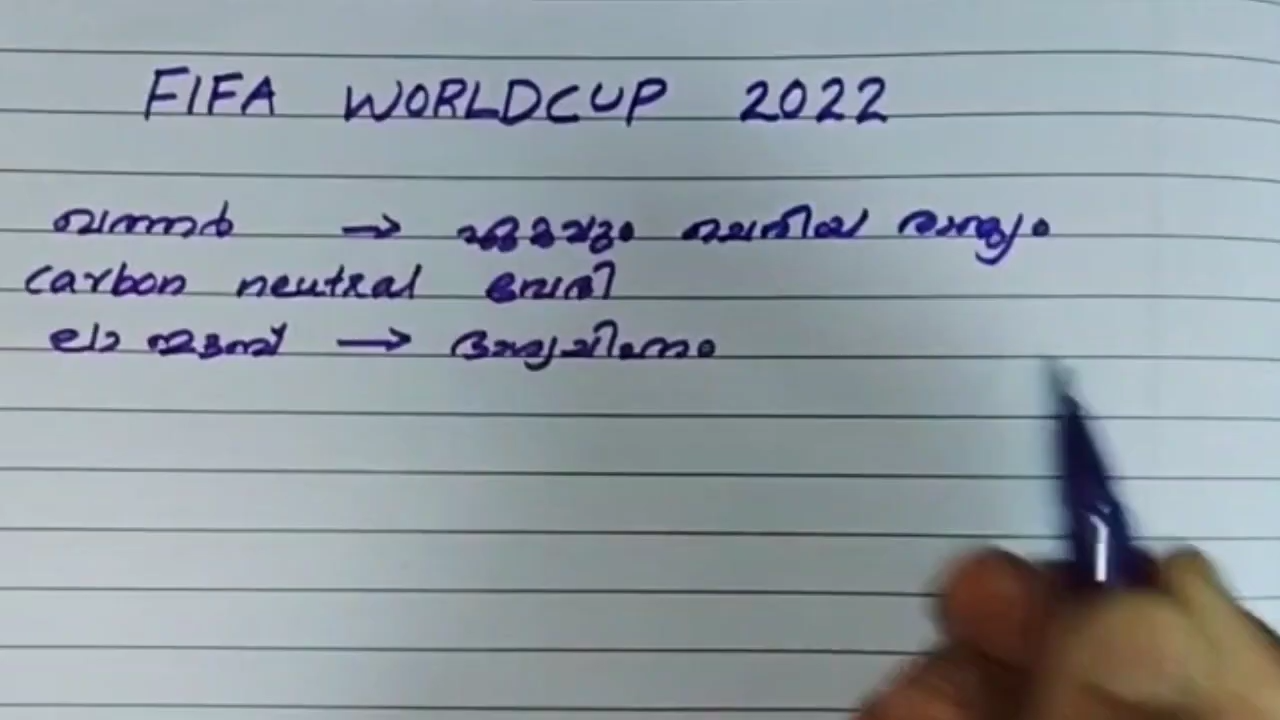 FIFA WORLDCUP 2022
ഖത്തർ → ഏറ്റവും ചെറിയ രാജ്യം
carbon neutral വേദി
ലാ ഈബ് → ഭാഗ്യചിഹ്നം